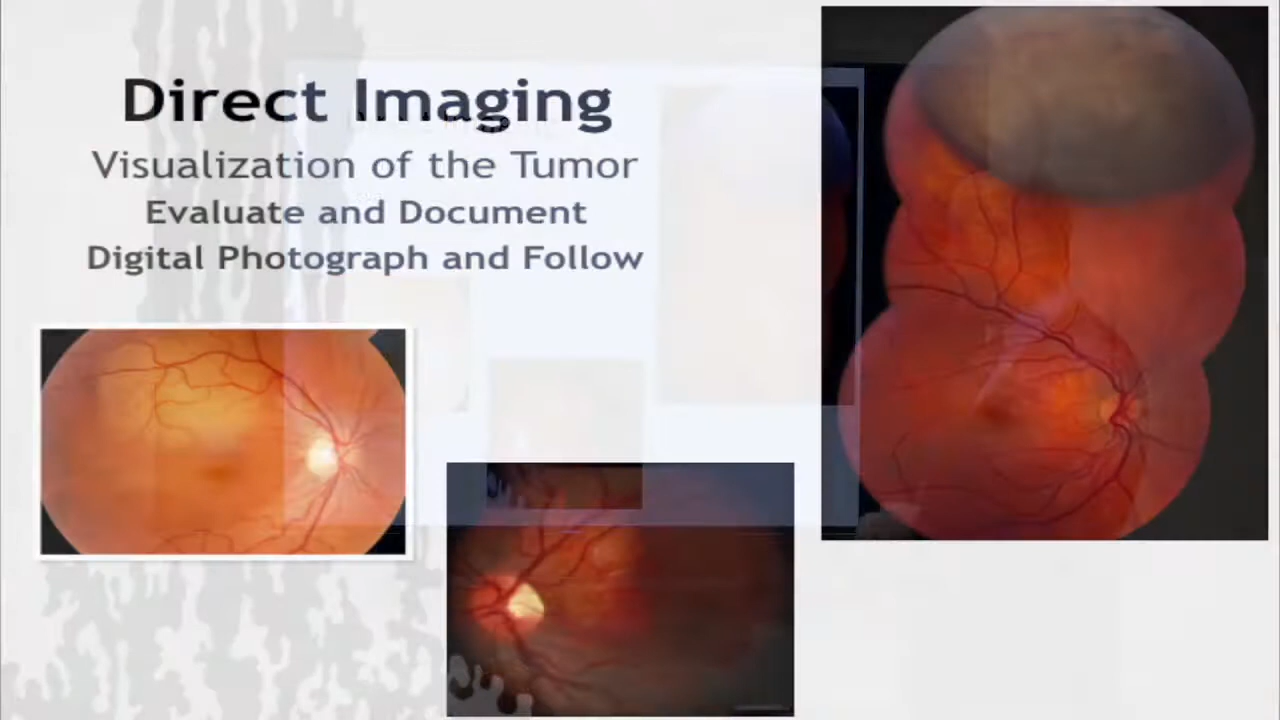 Direct Imaging
Visualization of the Tumor
Evaluate and Document
Digital Photograph and Follow